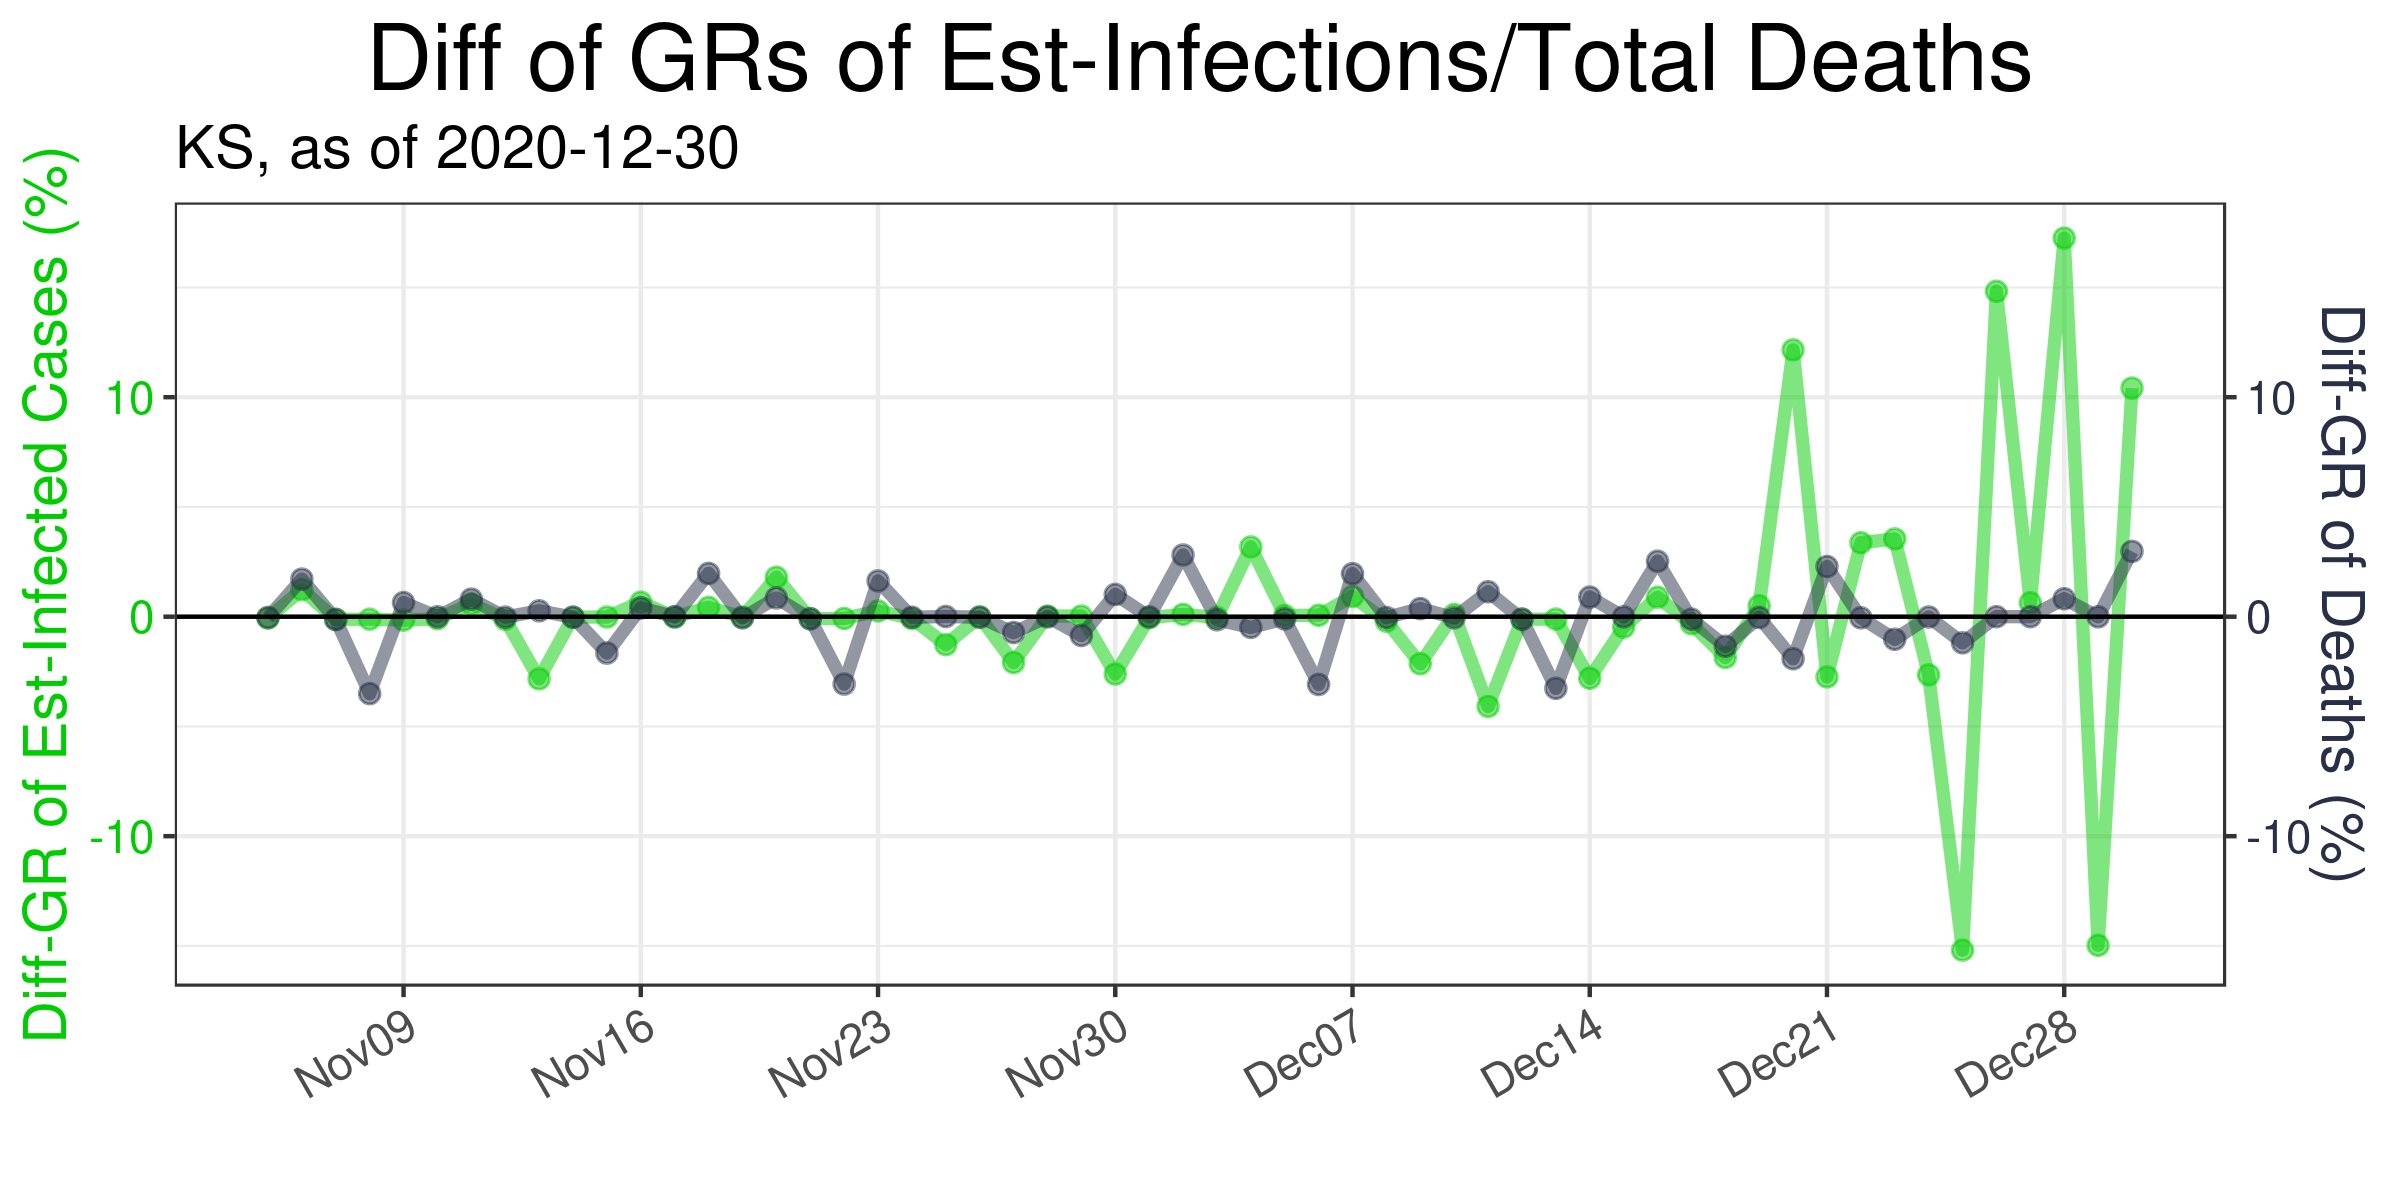 Diff of GRs of Est-Infections/Total Deaths
KS, as of 2020-12-30
Diff-GR of Est-Infected Cases (%)
10
0
-10
10
0
-10
Diff-GR of Deaths (%)
Nov09
Nov16
Nov23
Nov30
Dec07
Dec14
Dec21
Dec28